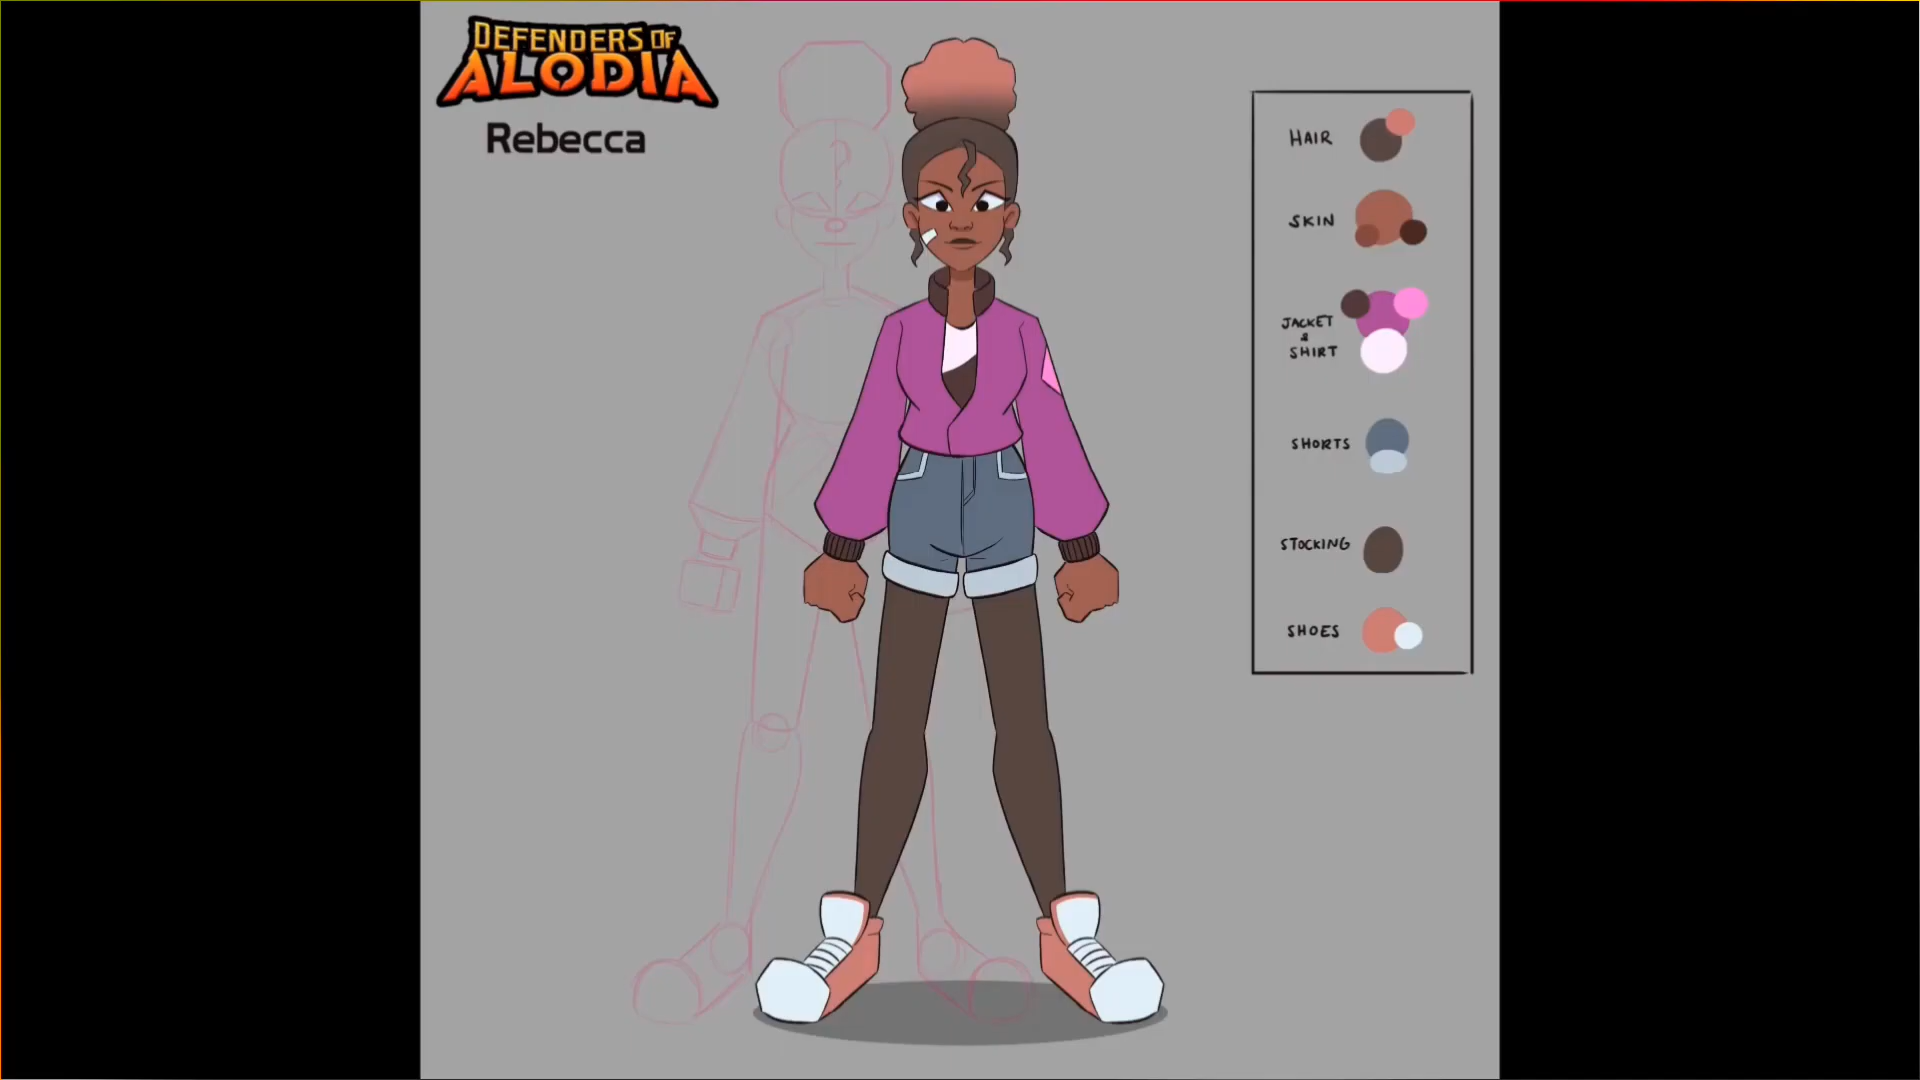 DEFENDERS OF
ALODIA
Rebecca
HAIR
SKIN
JACKET
&
SHIRT
SHORTS
STOCKING
SHOES